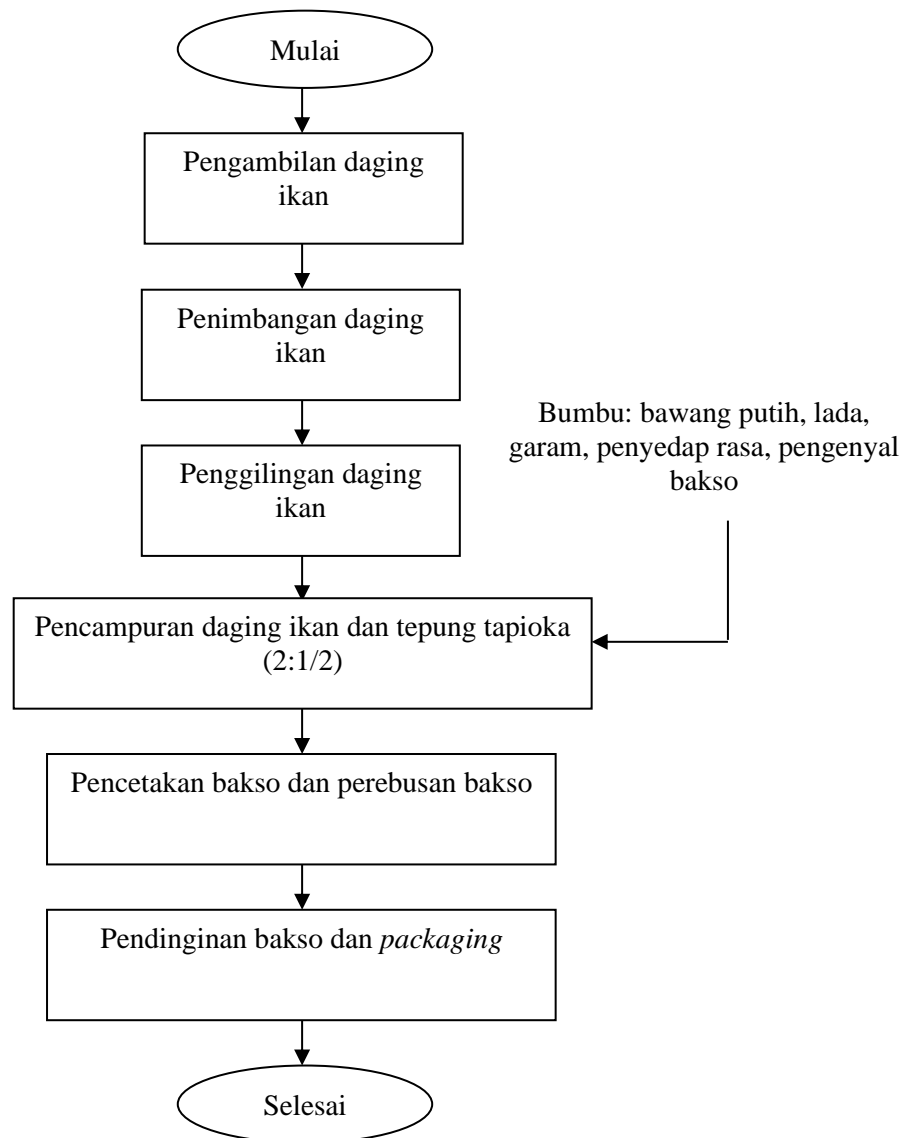 Mulai
Pengambilan daging
ikan
Penimbangan daging
ikan
Penggilingan daging
ikan
Bumbu: bawang putih, lada,
garam, penyedap rasa, pengenyal
bakso
Pencampuran daging ikan dan tepung tapioka
(2:1/2)
Pencetakan bakso dan perebusan bakso
Pendinginan bakso dan packaging
Selesai